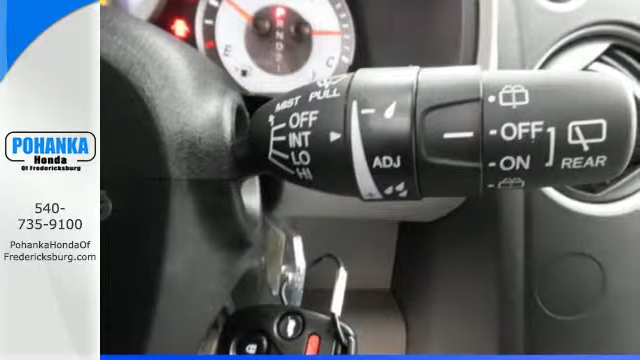 POHANKA
Honda
Of Fredericksburg
540-
735-9100
PohankaHondaOf
Fredericksburg.com
E
C
P
R
N
D
MIST PULL
OFF
INT
LO
HI
ADJ
OFF
ON
REAR